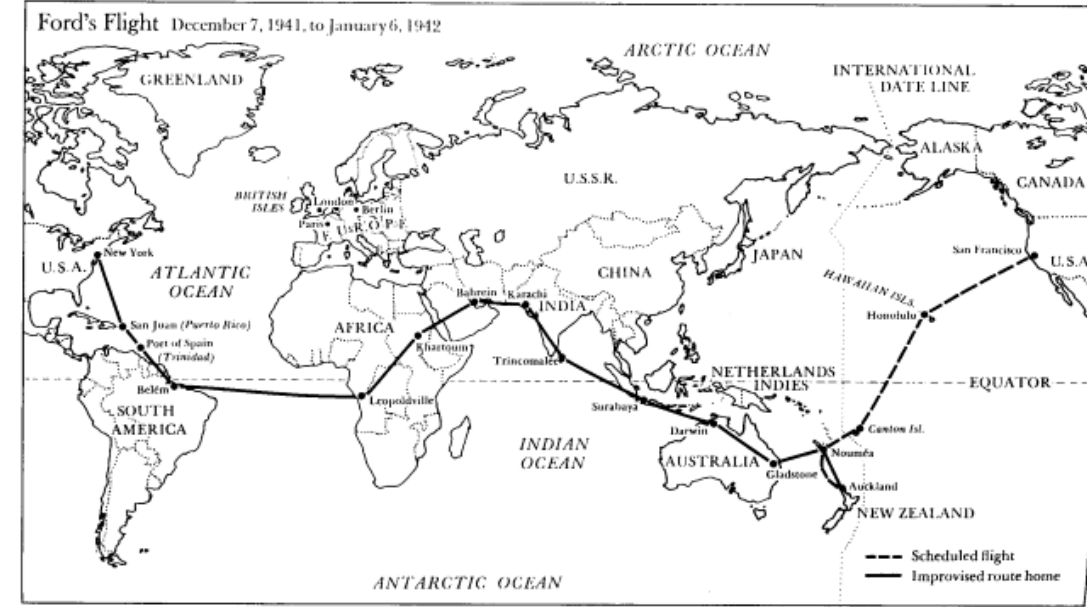 Ford's Flight December 7, 1941, to January 6, 1942
ARCTIC OCEAN
GREENLAND
INTERNATIONAL
DATE LINE
ALASKA
CANADA
U.S.S.R.
BRITISH
ISLES
London
Berlin
Paris
EUROPE
New York
U.S.A.
ATLANTIC
OCEAN
CHINA
JAPAN
San Francisco
U.S.A
HAWAIIAN ISLS.
Honolulu
Bahrein
Karachi
INDIA
San Juan (Puerto Rico)
AFRICA
Port of Spain
(Trinidad)
Khartoum
Trincomalee
NETHERLANDS
INDIES
EQUATOR
Belém
Leopoldville
Surabaya
SOUTH
AMERICA
Darwin
Canton Isl.
INDIAN
OCEAN
AUSTRALIA
Gladstone
Nouméa
Auckland
NEW ZEALAND
Scheduled flight
Improvised route home
ANTARCTIC OCEAN